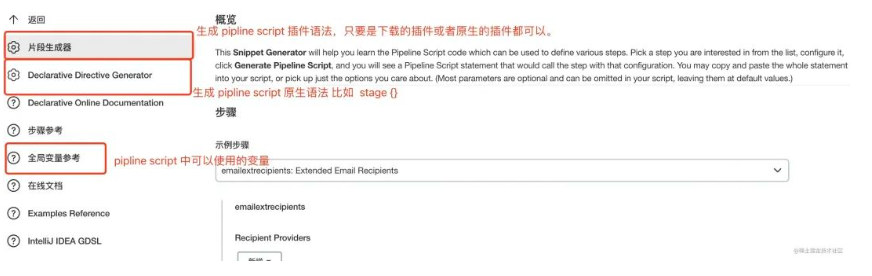 返回
片段生成器
Declarative Directive Generator
Declarative Online Documentation
步骤参考
全局变量参考
在线文档
Examples Reference
IntelliJ IDEA GDSL
概览
生成 pipline script 插件语法，只要是下载的插件或者原生的插件都可以。
This Snippet Generator will help you learn the Pipeline Script code which can be used to define various steps. Pick a step you are interested in from the list, configure it,
click Generate Pipeline Script, and you will see a Pipeline Script statement that would call the step with that configuration. You may copy and paste the whole statement
into your script, or pick up just the options you care about. (Most parameters are optional and can be omitted in your script, leaving them at default values.)
生成 pipline script 原生语法 比如 stage {}
步骤
示例步骤
pipline script 中可以使用的变量
emailextrecipients: Extended Email Recipients
emailextrecipients
Recipient Providers
新增
@稀土掘金技术社区